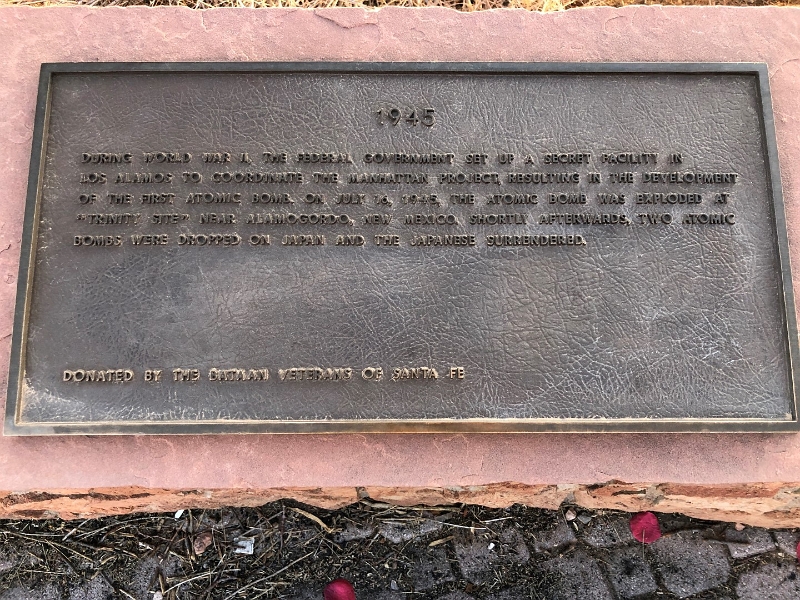 1945
DURING WORLD WAR II, THE FEDERAL GOVERNMENT SET UP A SECRET FACILITY IN
LOS ALAMOS TO COORDINATE THE MANHATTAN PROJECT, RESULTING IN THE DEVELOPMENT
OF THE FIRST ATOMIC BOMB. ON JULY 16, 1945, THE ATOMIC BOMB WAS EXPLODED AT
"TRINITY SITE" NEAR ALAMOGORDO, NEW MEXICO. SHORTLY AFTERWARDS, TWO ATOMIC
BOMBS WERE DROPPED ON JAPAN AND THE JAPANESE SURRENDERED.
DONATED BY THE BATAAN VETERANS OF SANTA FE